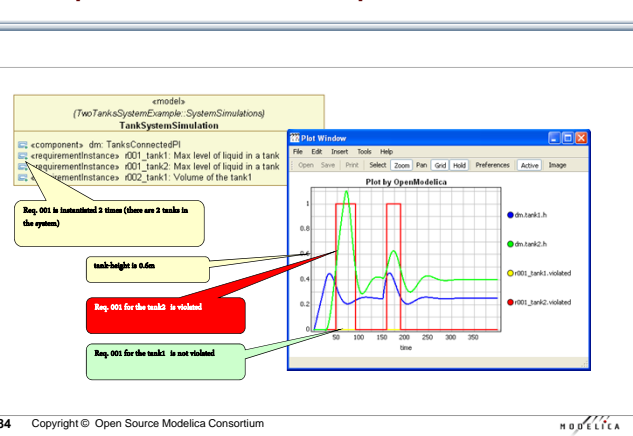 «model»
(TwoTanksSystemExample::SystemSimulations)
TankSystemSimulation
«component» dm: TanksConnectedPI
«requirementInstance» r001_tank1: Max level of liquid in a tank
requirementInstance» r001_tank2: Max level of liquid in a tank
irementInstance» r002_tank1: Volume of the tank1
Req. 001 is instantiated 2 times (there are 2 tanks in
the system)
tank-height is 0.6m
Req. 001 for the tank2 is violated
Req. 001 for the tank1 is not violated
Plot Window
File Edit Insert Tools Help
Open Save Print Select Zoom Pan Grid Hold Preferences Active Image
Plot by OpenModelica
1
0.8
0.6
0.4
0.2
0
50 100 150 200 250 300 350
time
dm.tank1.h
dm.tank2.h
r001_tank1.violated
r001_tank2.violated
34 Copyright © Open Source Modelica Consortium
MODELICA